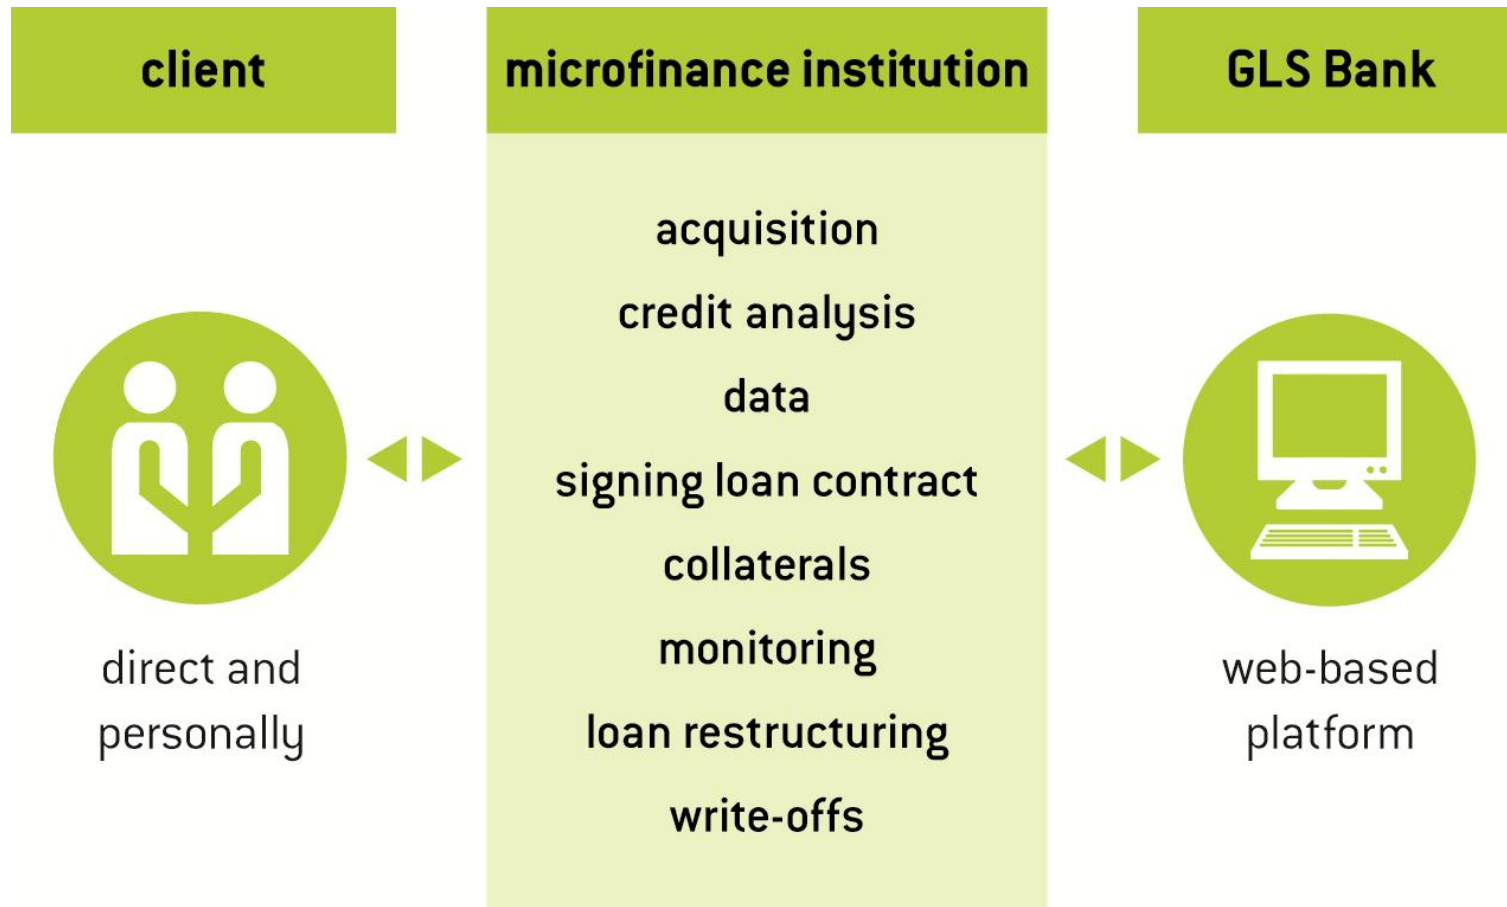 client
microfinance institution
GLS Bank
acquisition
credit analysis
data
signing loan contract
collaterals
monitoring
loan restructuring
write-offs
direct and
personally
web-based
platform